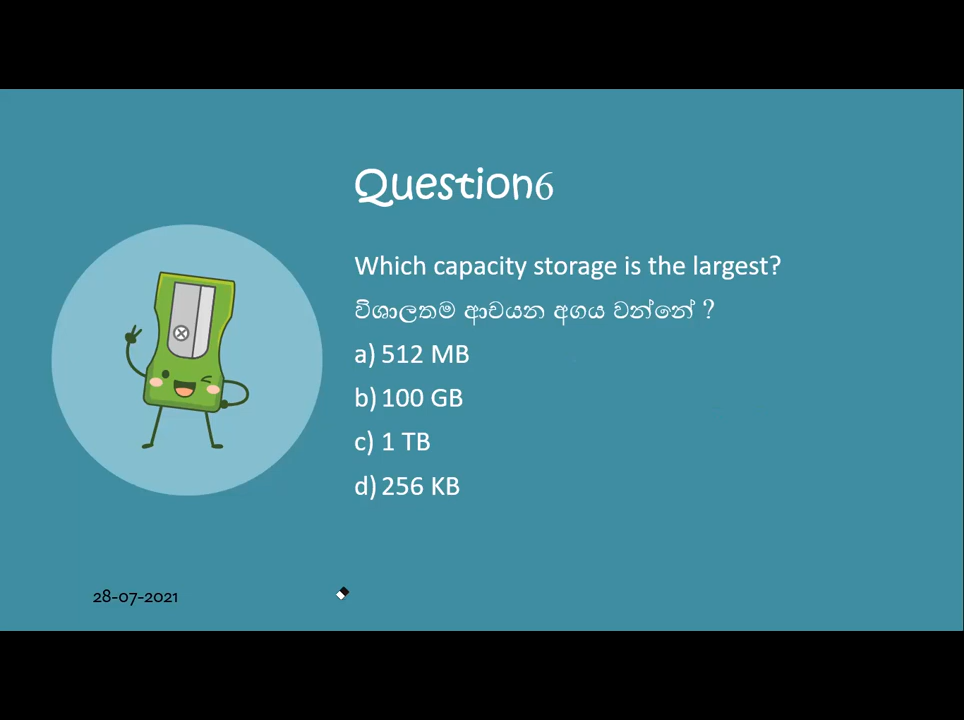 Question6
Which capacity storage is the largest?
විශාලතම ආචයන අගය වන්නේ ?
a) 512 MB
b) 100 GB
c) 1 TB
d) 256 KB
28-07-2021